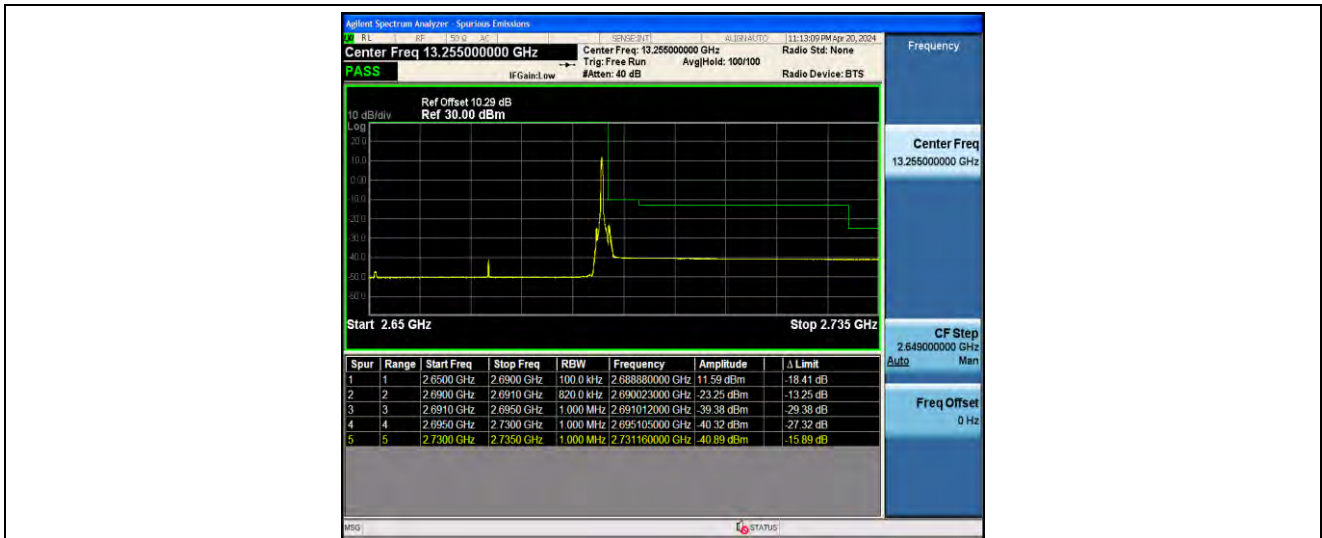 Agilent Spectrum Analyzer - Spurious Emissions
RL RF 50 Ω AC SENSE:INT ALIGN AUTO 11:13:09 PM Apr 20, 2024
Center Freq 13.255000000 GHz Center Freq: 13.255000000 GHz Radio Std: None Frequency
Trig: Free Run Avg|Hold: 100/100
PASS IFGain:Low #Atten: 40 dB Radio Device: BTS
Ref Offset 10.29 dB
10 dB/div Ref 30.00 dBm
Log
20.0
10.0
0.00
-10.0
-20.0
-30.0
-40.0
-50.0
-60.0
Start 2.65 GHz Stop 2.735 GHz
Center Freq
13.255000000 GHz
CF Step
2.649000000 GHz
Auto Man
Freq Offset
0 Hz
Spur Range Start Freq Stop Freq RBW Frequency Amplitude Δ Limit
1 1 2.6500 GHz 2.6900 GHz 100.0 kHz 2.688880000 GHz 11.59 dBm -18.41 dB
2 2 2.6900 GHz 2.6910 GHz 820.0 kHz 2.690023000 GHz -23.25 dBm -13.25 dB
3 3 2.6910 GHz 2.6950 GHz 1.000 MHz 2.691012000 GHz -39.38 dBm -29.38 dB
4 4 2.6950 GHz 2.7300 GHz 1.000 MHz 2.695105000 GHz -40.32 dBm -27.32 dB
5 5 2.7300 GHz 2.7350 GHz 1.000 MHz 2.731160000 GHz -40.89 dBm -15.89 dB
MSG STATUS